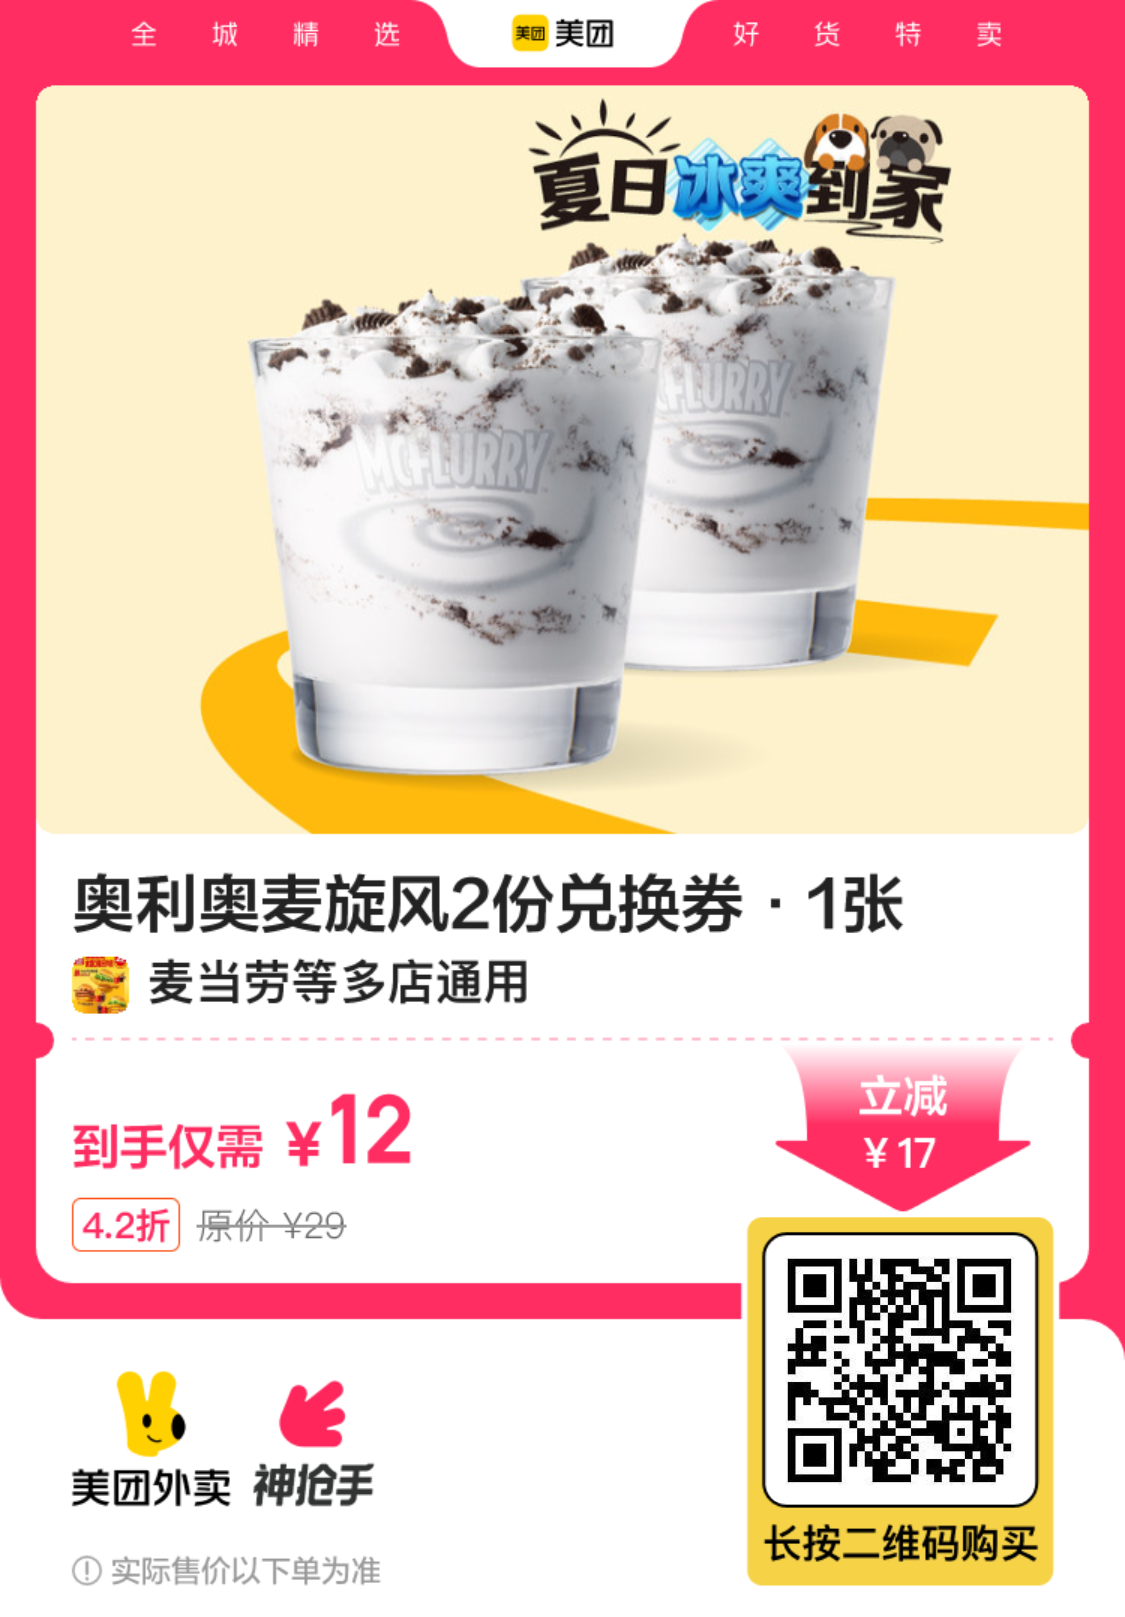 全城精选
美团 美团
好货特卖
夏日冰爽到家
McFLURRY
FLURRY
奥利奥麦旋风2份兑换券 · 1张
麦当劳等多店通用
到手仅需 ¥12
立减
¥17
4.2折 原价 ¥29
美团外卖 神抢手
长按二维码购买
实际售价以下单为准